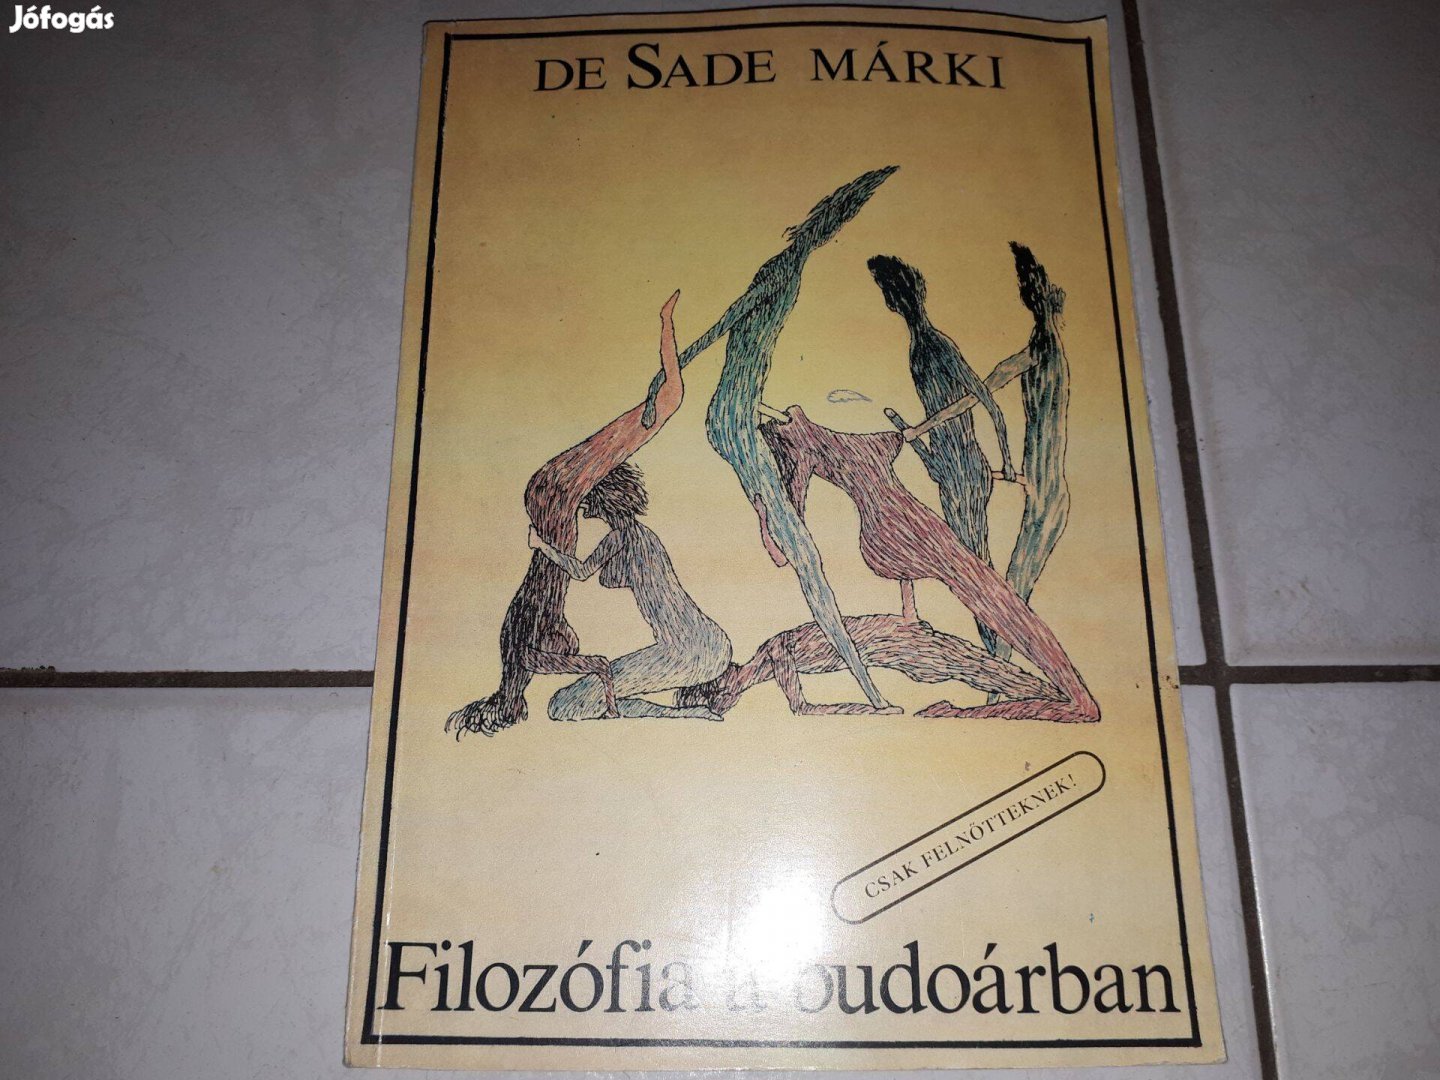 Jófogás
DE SADE MÁRKI
CSAK FELNŐTTEKNEK!
Filozófia a budoárban